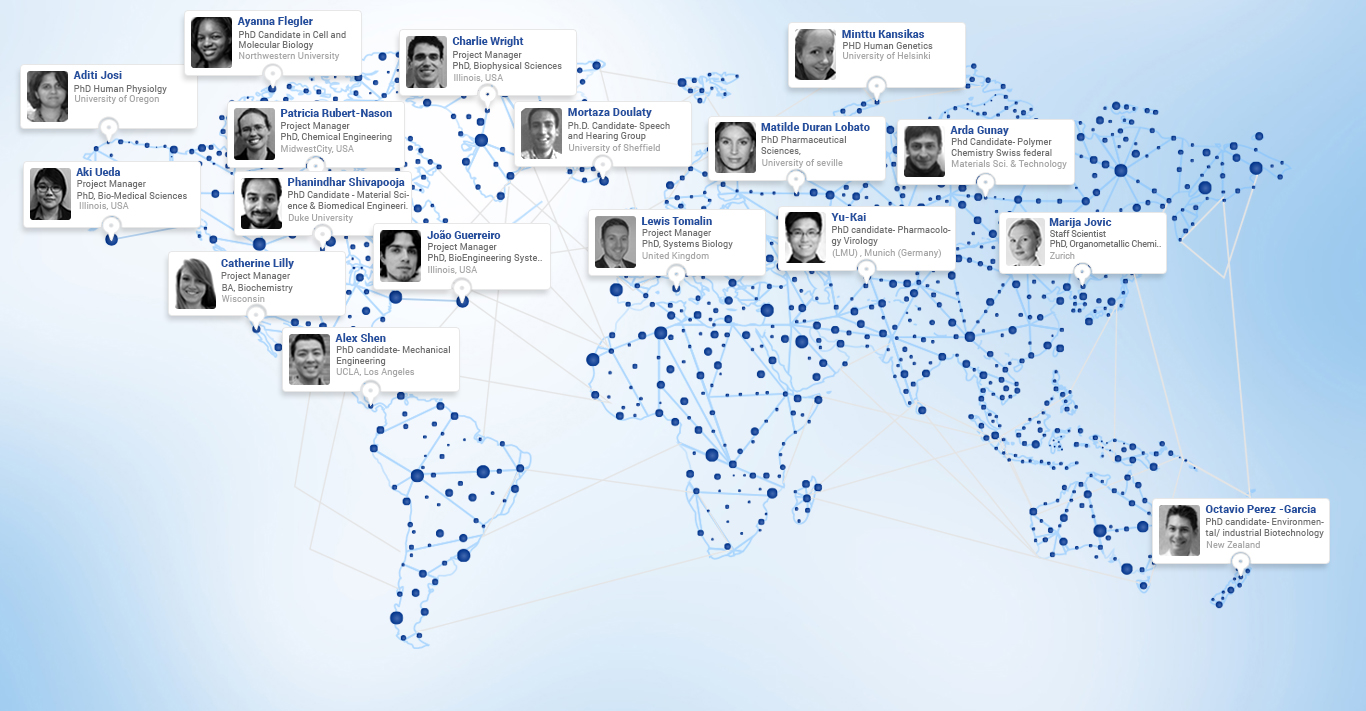 Ayanna Flegler
PhD Candidate in Cell and
Molecular Biology
Northwestern University
Charlie Wright
Project Manager
PhD, Biophysical Sciences
Illinois, USA
Minttu Kansikas
PHD Human Genetics
University of Helsinki
Aditi Josi
PhD Human Physiolgy
University of Oregon
Patricia Rubert-Nason
Project Manager
PhD, Chemical Engineering
MidwestCity, USA
Mortaza Doulaty
Ph.D. Candidate- Speech
and Hearing Group
University of Sheffield
Matilde Duran Lobato
PhD Pharmaceutical
Sciences,
University of seville
Arda Gunay
Phd Candidate- Polymer
Chemistry Swiss federal
Materials Sci. & Technology
Aki Ueda
Project Manager
PhD, Bio-Medical Sciences
Illinois, USA
Phanindhar Shivapooja
PhD Candidate - Material Sci-
ence & Biomedical Engineeri.
Duke University
João Guerreiro
Project Manager
PhD, BioEngineering Syste..
Illinois, USA
Lewis Tomalin
Project Manager
PhD, Systems Biology
United Kingdom
Yu-Kai
PhD candidate- Pharmacolo-
gy Virology
(LMU) , Munich (Germany)
Marija Jovic
Staff Scientist
PhD, Organometallic Chemi..
Zurich
Catherine Lilly
Project Manager
BA, Biochemistry
Wisconsin
Alex Shen
PhD candidate- Mechanical
Engineering
UCLA, Los Angeles
Octavio Perez -Garcia
PhD candidate- Environmen-
tal/ industrial Biotechnology
New Zealand